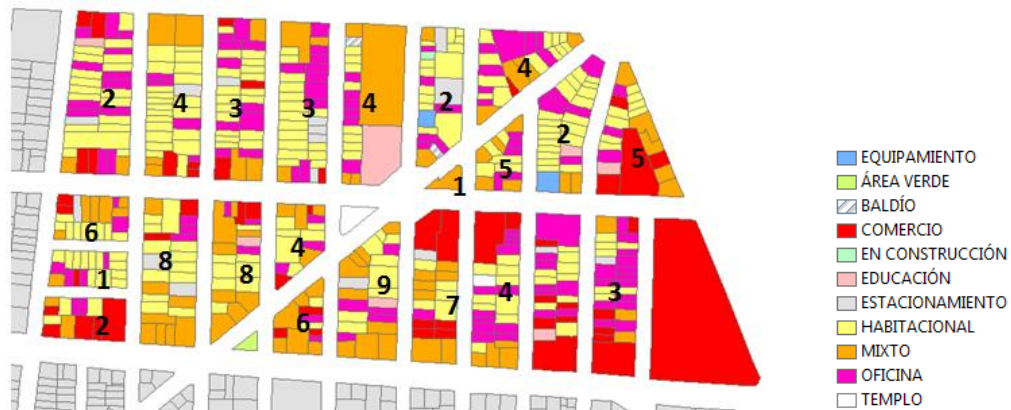 2
4
3
3
4
2
4
2
5
5
1
6
1
2
8
8
4
6
9
7
4
3
EQUIPAMIENTO
ÁREA VERDE
BALDÍO
COMERCIO
EN CONSTRUCCIÓN
EDUCACIÓN
ESTACIONAMIENTO
HABITACIONAL
MIXTO
OFICINA
TEMPLO